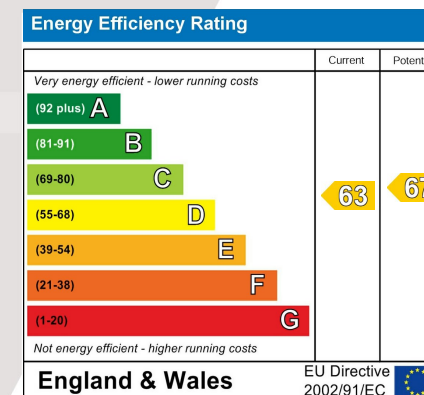 Energy Efficiency Rating
Current
Very energy efficient - lower running costs
(92 plus) A
(81-91) B
(69-80) C
(55-68) D
(39-54) E
(21-38) F
(1-20) G
63
Not energy efficient - higher running costs
England & Wales
EU Directive
2002/91/EC